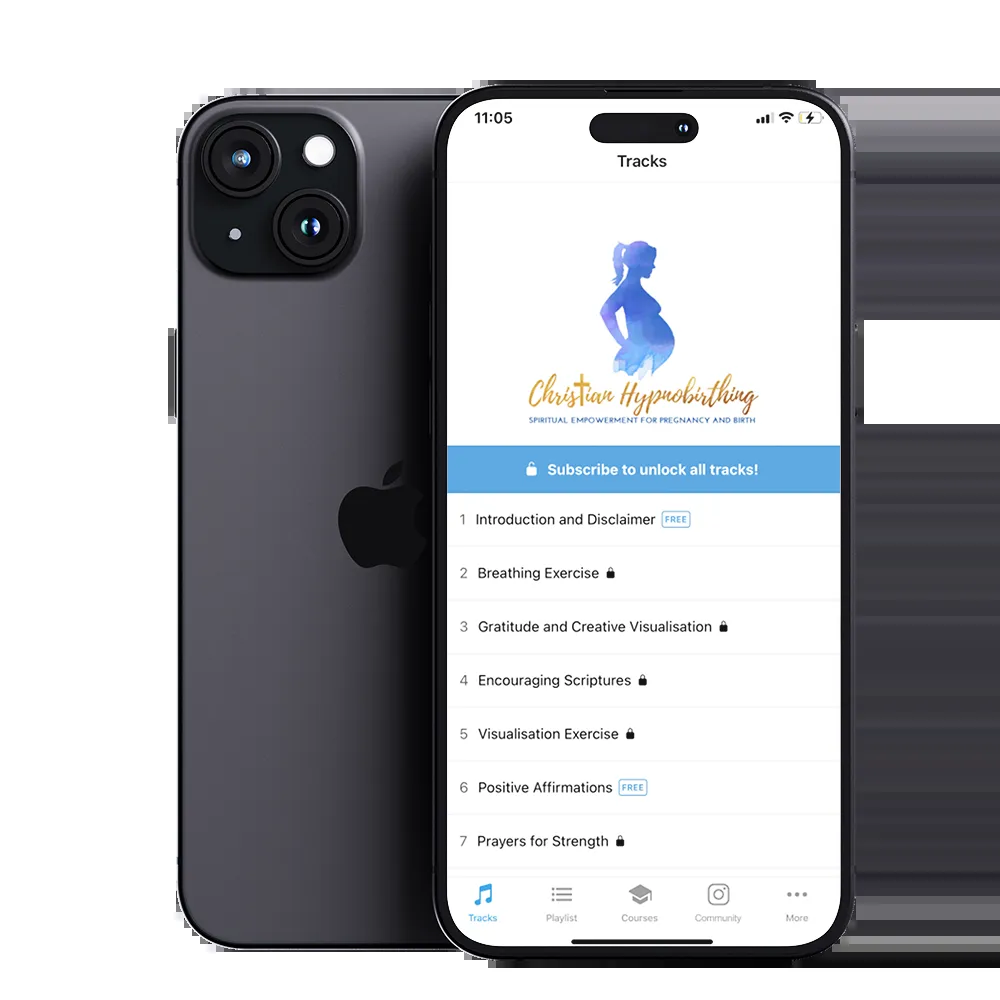 11:05
Tracks
Christian Hypnobirthing
SPIRITUAL EMPOWERMENT FOR PREGNANCY AND BIRTH
Subscribe to unlock all tracks!
1 Introduction and Disclaimer FREE
2 Breathing Exercise
3 Gratitude and Creative Visualisation
4 Encouraging Scriptures
5 Visualisation Exercise
6 Positive Affirmations FREE
7 Prayers for Strength
Tracks Playlist Courses Community More